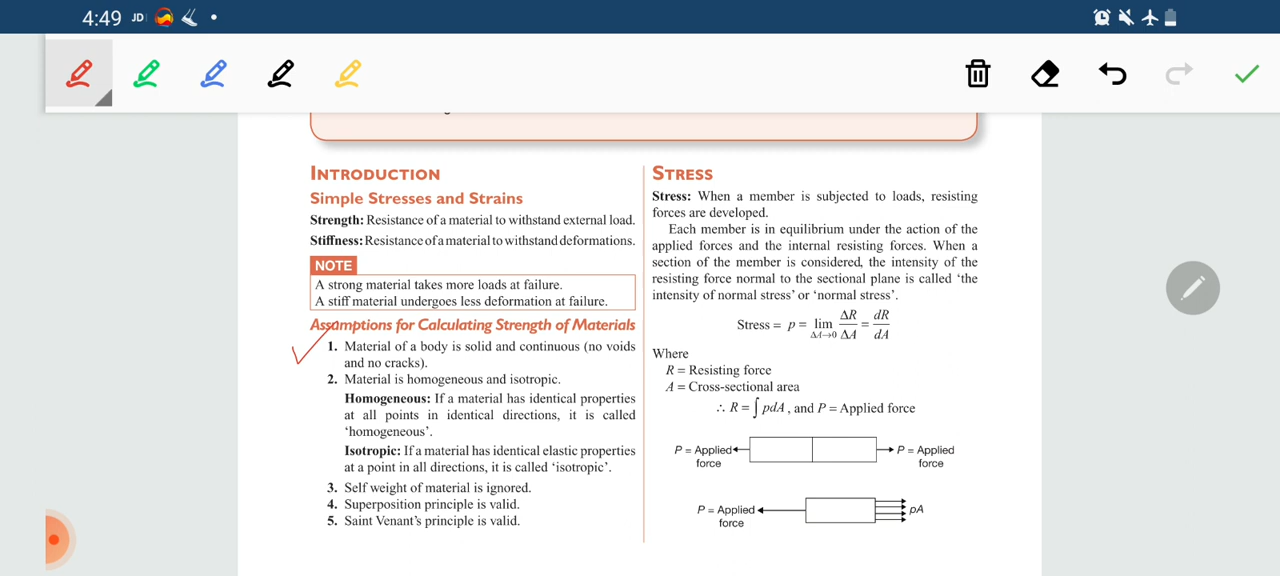 4:49 JD
INTRODUCTION
Simple Stresses and Strains
Strength: Resistance of a material to withstand external load.
Stiffness: Resistance of a material to withstand deformations.
NOTE
A strong material takes more loads at failure.
A stiff material undergoes less deformation at failure.
Assumptions for Calculating Strength of Materials
1. Material of a body is solid and continuous (no voids
and no cracks).
2. Material is homogeneous and isotropic.
Homogeneous: If a material has identical properties
at all points in identical directions, it is called
‘homogeneous’.
Isotropic: If a material has identical elastic properties
at a point in all directions, it is called ‘isotropic’.
3. Self weight of material is ignored.
4. Superposition principle is valid.
5. Saint Venant’s principle is valid.
STRESS
Stress: When a member is subjected to loads, resisting
forces are developed.
Each member is in equilibrium under the action of the
applied forces and the internal resisting forces. When a
section of the member is considered, the intensity of the
resisting force normal to the sectional plane is called ‘the
intensity of normal stress’ or ‘normal stress’.
Stress = p = lim ΔA→0 ΔR/ΔA = dR/dA
Where
R = Resisting force
A = Cross-sectional area
∴ R = ∫ pdA, and P = Applied force
P = Applied
force
P = Applied
force
P = Applied
force
pA